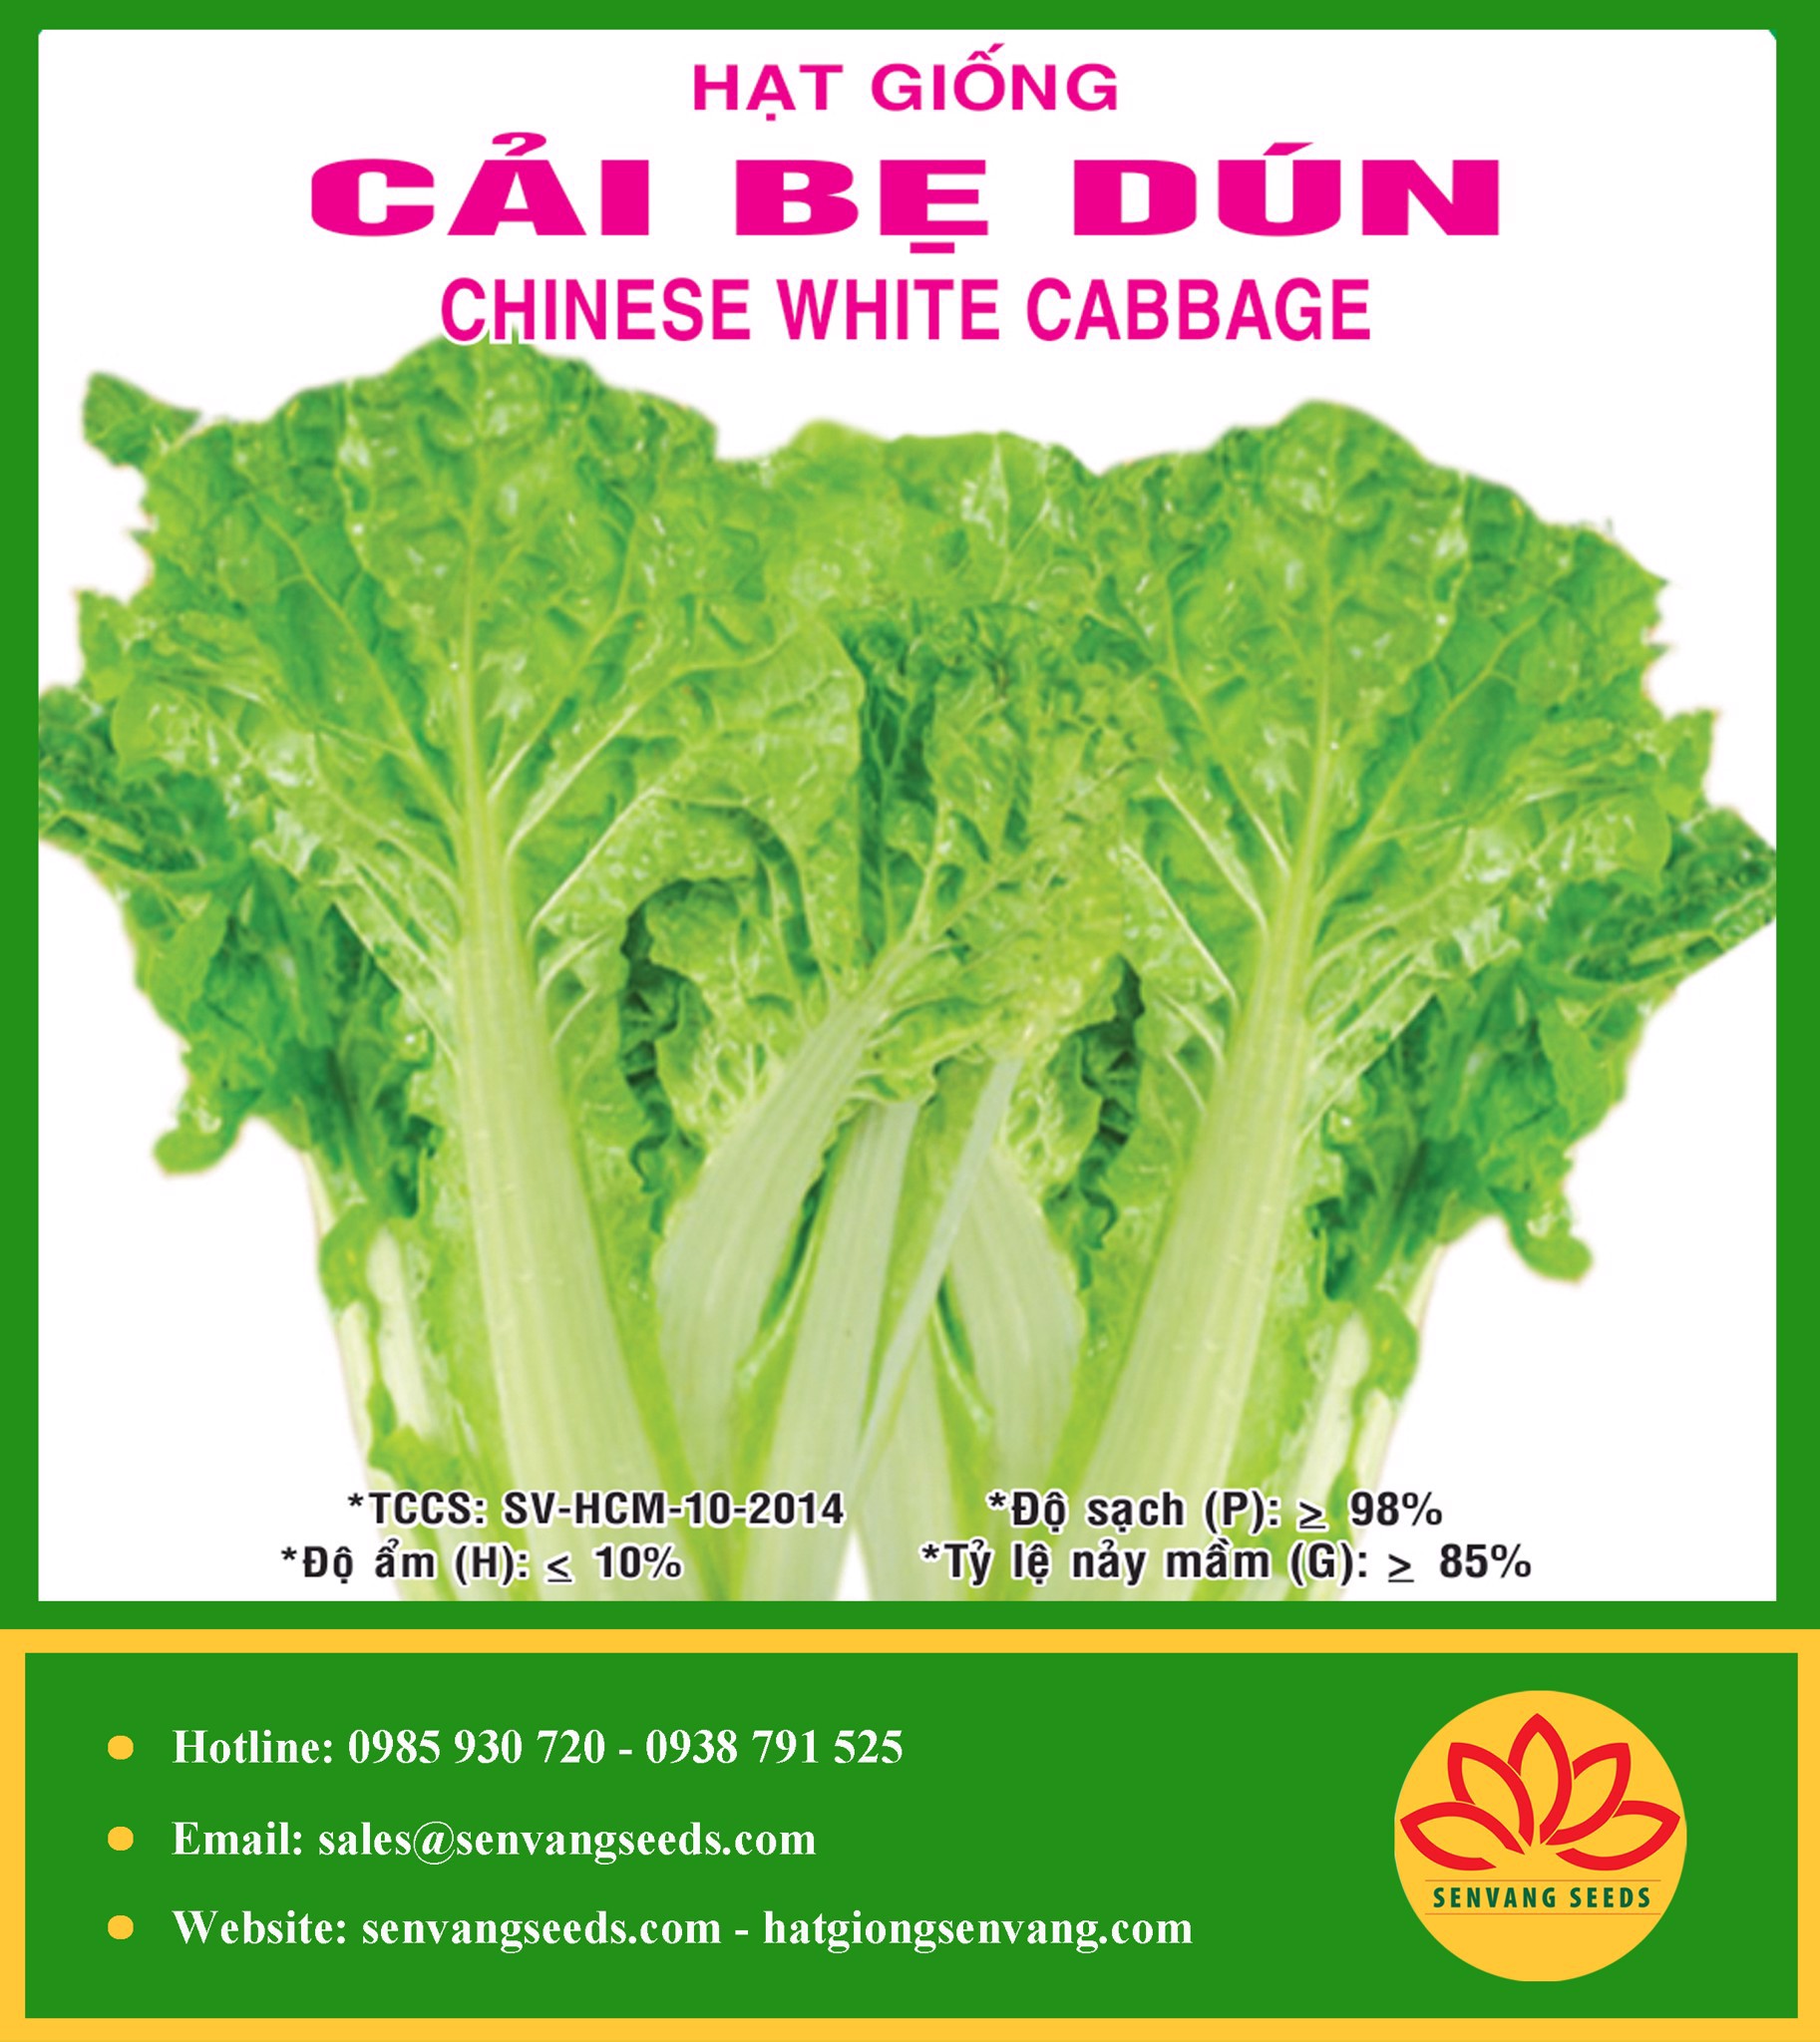 HẠT GIỐNG
CẢI BẸ DÚN
CHINESE WHITE CABBAGE
*TCCS: SV-HCM-10-2014 *Độ sạch (P): ≥ 98%
*Độ ẩm (H): ≤ 10% *Tỷ lệ nảy mầm (G): ≥ 85%
Hotline: 0985 930 720 - 0938 791 525
Email: sales@senvangseeds.com
Website: senvangseeds.com - hatgiongsenvang.com
SENVANG SEEDS